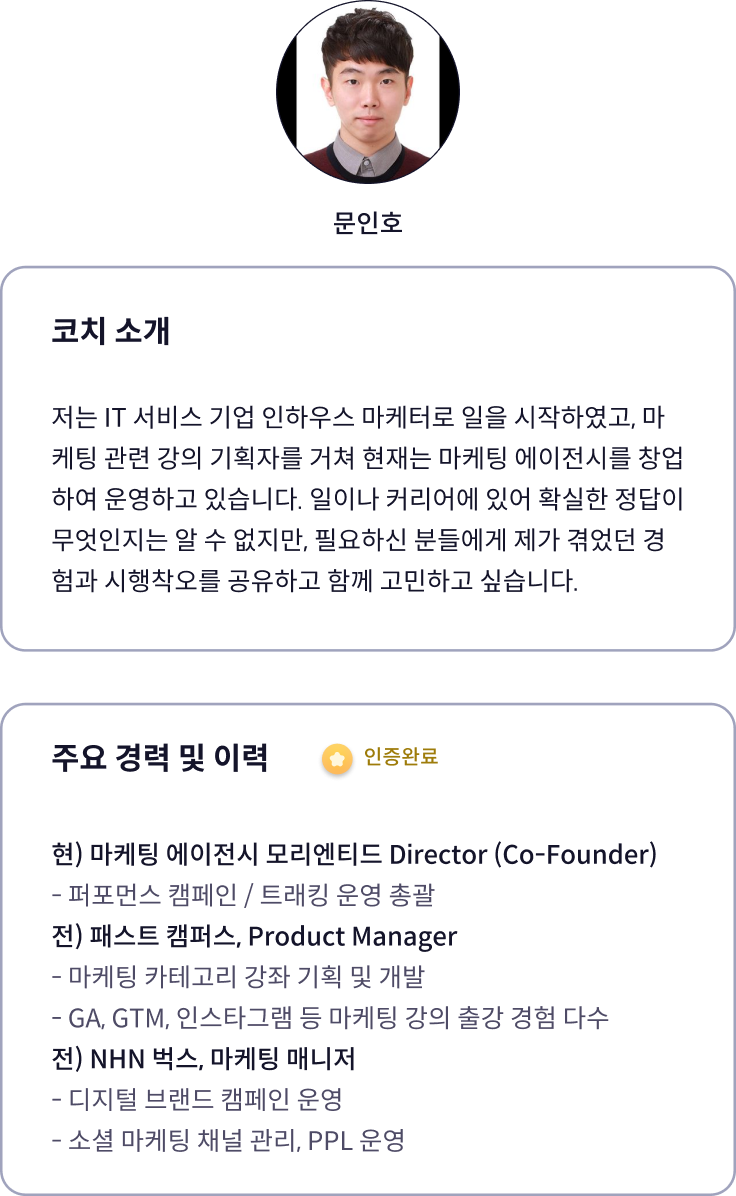 문인호
코치 소개
저는 IT 서비스 기업 인하우스 마케터로 일을 시작하였고, 마
케팅 관련 강의 기획자를 거쳐 현재는 마케팅 에이전시를 창업
하여 운영하고 있습니다. 일이나 커리어에 있어 확실한 정답이
무엇인지는 알 수 없지만, 필요하신 분들에게 제가 겪었던 경
험과 시행착오를 공유하고 함께 고민하고 싶습니다.
주요 경력 및 이력 인증완료
현) 마케팅 에이전시 모리엔티드 Director (Co-Founder)
- 퍼포먼스 캠페인 / 트래킹 운영 총괄
전) 패스트 캠퍼스, Product Manager
- 마케팅 카테고리 강좌 기획 및 개발
- GA, GTM, 인스타그램 등 마케팅 강의 출강 경험 다수
전) NHN 벅스, 마케팅 매니저
- 디지털 브랜드 캠페인 운영
- 소셜 마케팅 채널 관리, PPL 운영